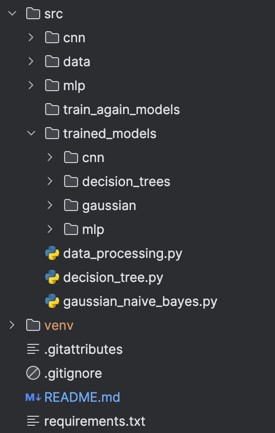 src
cnn
data
mlp
train_again_models
trained_models
cnn
decision_trees
gaussian
mlp
data_processing.py
decision_tree.py
gaussian_naive_bayes.py
venv
.gitattributes
.gitignore
M↓ README.md
requirements.txt